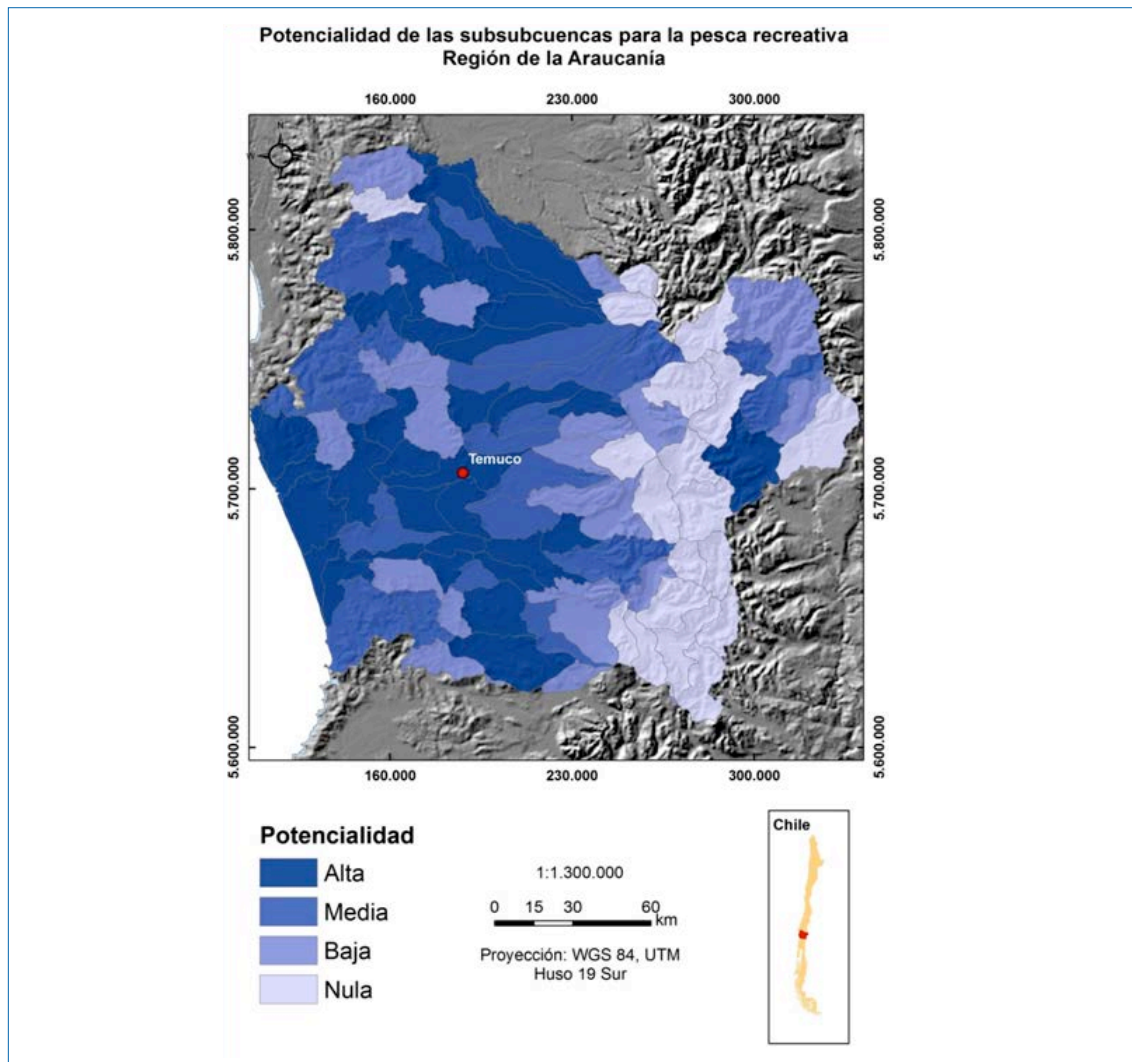 Potencialidad de las subsubcuencas para la pesca recreativa
Región de la Araucanía
160.000 230.000 300.000
N
W
5.800.000 5.800.000
Temuco
5.700.000 5.700.000
5.600.000 5.600.000
160.000 230.000 300.000
Potencialidad
Alta
Media
Baja
Nula
1:1.300.000
0 15 30 60
km
Proyección: WGS 84, UTM
Huso 19 Sur
Chile